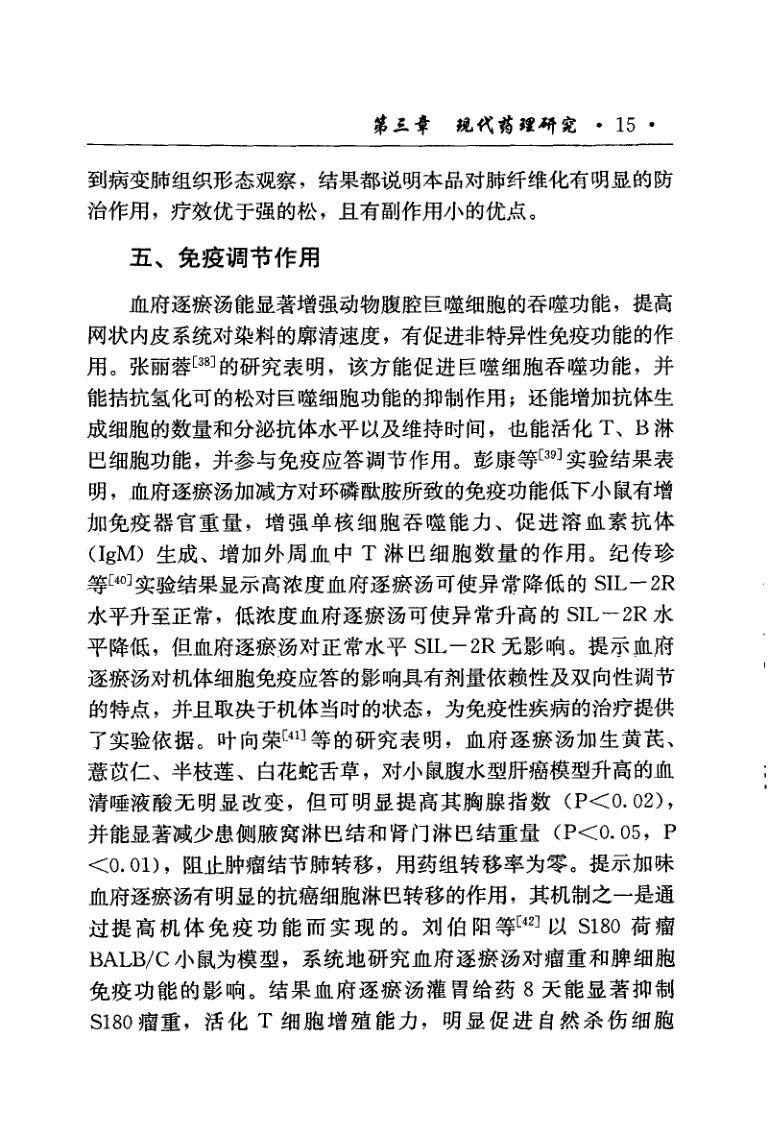 第三章 现代药理研究 · 15 ·
到病变肺组织形态观察，结果都说明本品对肺纤维化有明显的防
治作用，疗效优于强的松，且有副作用小的优点。
五、免疫调节作用
血府逐瘀汤能显著增强动物腹腔巨噬细胞的吞噬功能，提高
网状内皮系统对染料的廓清速度，有促进非特异性免疫功能的作
用。张丽蓉[38]的研究表明，该方能促进巨噬细胞吞噬功能，并
能拮抗氢化可的松对巨噬细胞功能的抑制作用；还能增加抗体生
成细胞的数量和分泌抗体水平以及维持时间，也能活化 T、B 淋
巴细胞功能，并参与免疫应答调节作用。彭康等[39]实验结果表
明，血府逐瘀汤加减方对环磷酰胺所致的免疫功能低下小鼠有增
加免疫器官重量，增强单核细胞吞噬能力、促进溶血素抗体
（IgM）生成、增加外周血中 T 淋巴细胞数量的作用。纪传珍
等[40]实验结果显示高浓度血府逐瘀汤可使异常降低的 SIL－2R
水平升至正常，低浓度血府逐瘀汤可使异常升高的 SIL－2R 水
平降低，但血府逐瘀汤对正常水平 SIL－2R 无影响。提示血府
逐瘀汤对机体细胞免疫应答的影响具有剂量依赖性及双向性调节
的特点，并且取决于机体当时的状态，为免疫性疾病的治疗提供
了实验依据。叶向荣[41]等的研究表明，血府逐瘀汤加生黄芪、
薏苡仁、半枝莲、白花蛇舌草，对小鼠腹水型肝癌模型升高的血
清唾液酸无明显改变，但可明显提高其胸腺指数（P＜0.02），
并能显著减少患侧腋窝淋巴结和肾门淋巴结重量（P＜0.05，P
＜0.01），阻止肿瘤结节肺转移，用药组转移率为零。提示加味
血府逐瘀汤有明显的抗癌细胞淋巴转移的作用，其机制之一是通
过提高机体免疫功能而实现的。刘伯阳等[42]以 S180 荷瘤
BALB/C 小鼠为模型，系统地研究血府逐瘀汤对瘤重和脾细胞
免疫功能的影响。结果血府逐瘀汤灌胃给药 8 天能显著抑制
S180 瘤重，活化 T 细胞增殖能力，明显促进自然杀伤细胞